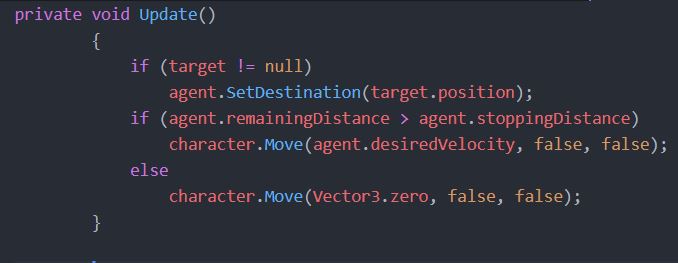 private void Update()
{
if (target != null)
agent.SetDestination(target.position);
if (agent.remainingDistance > agent.stoppingDistance)
character.Move(agent.desiredVelocity, false, false);
else
character.Move(Vector3.zero, false, false);
}